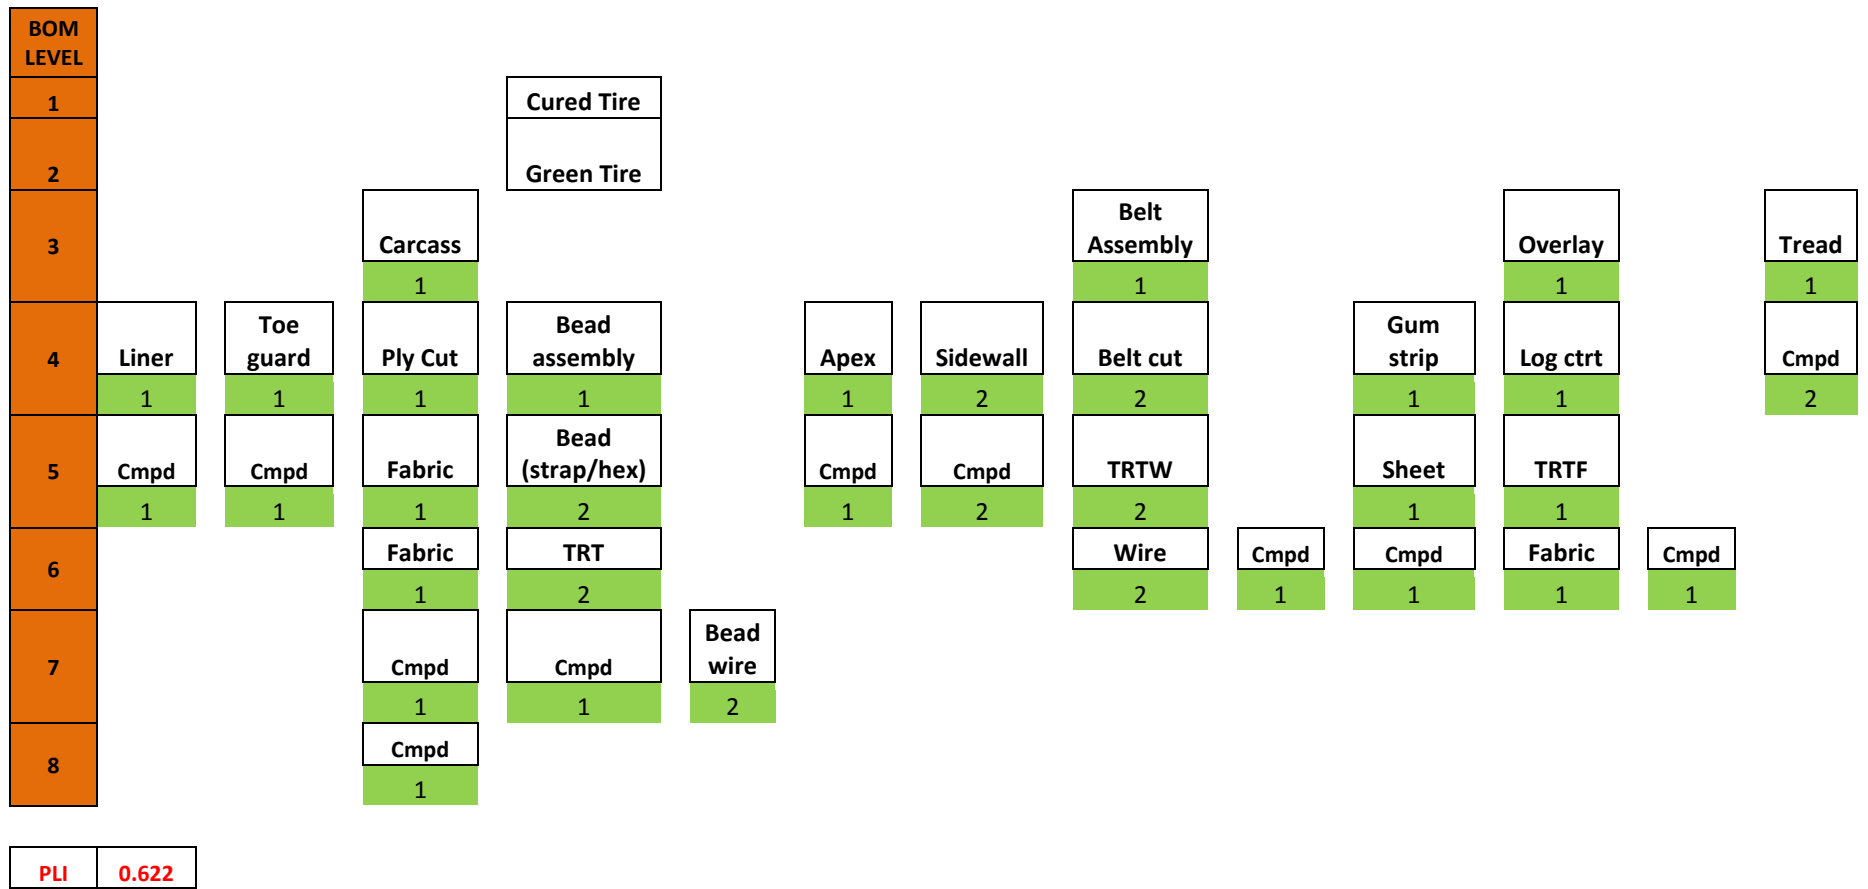 BOM
LEVEL
1
Cured Tire
2
Green Tire
3
Carcass
Belt
Assembly
Overlay
Tread
1 1 1 1
4
Liner
Toe
guard
Ply Cut
Bead
assembly
Apex
Sidewall
Belt cut
Gum
strip
Log ctrt
Cmpd
1 1 1 1 1 2 2 1 1 2
5
Cmpd
Cmpd
Fabric
Bead
(strap/hex)
Cmpd
Cmpd
TRTW
Sheet
TRTF
1 1 1 2 1 2 2 1 1
6
Fabric
TRT
Wire
Cmpd
Cmpd
Fabric
Cmpd
1 2 2 1 1 1 1
7
Cmpd
Cmpd
Bead
wire
1 1 2
8
Cmpd
1
PLI 0.622